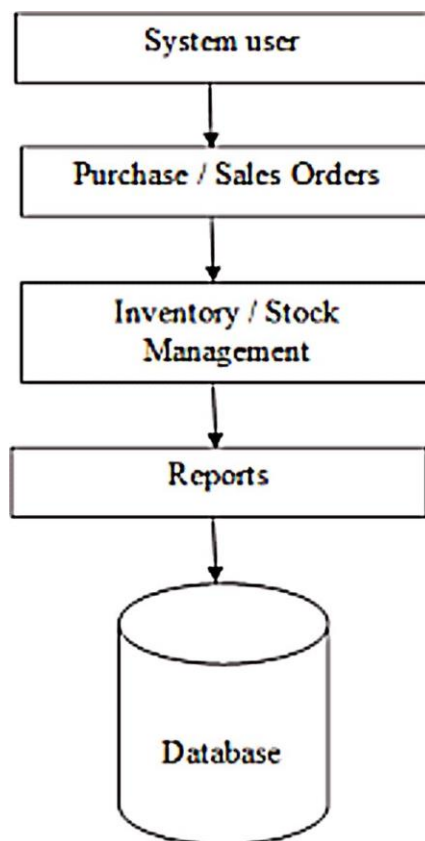 System user
Purchase / Sales Orders
Inventory / Stock
Management
Reports
Database